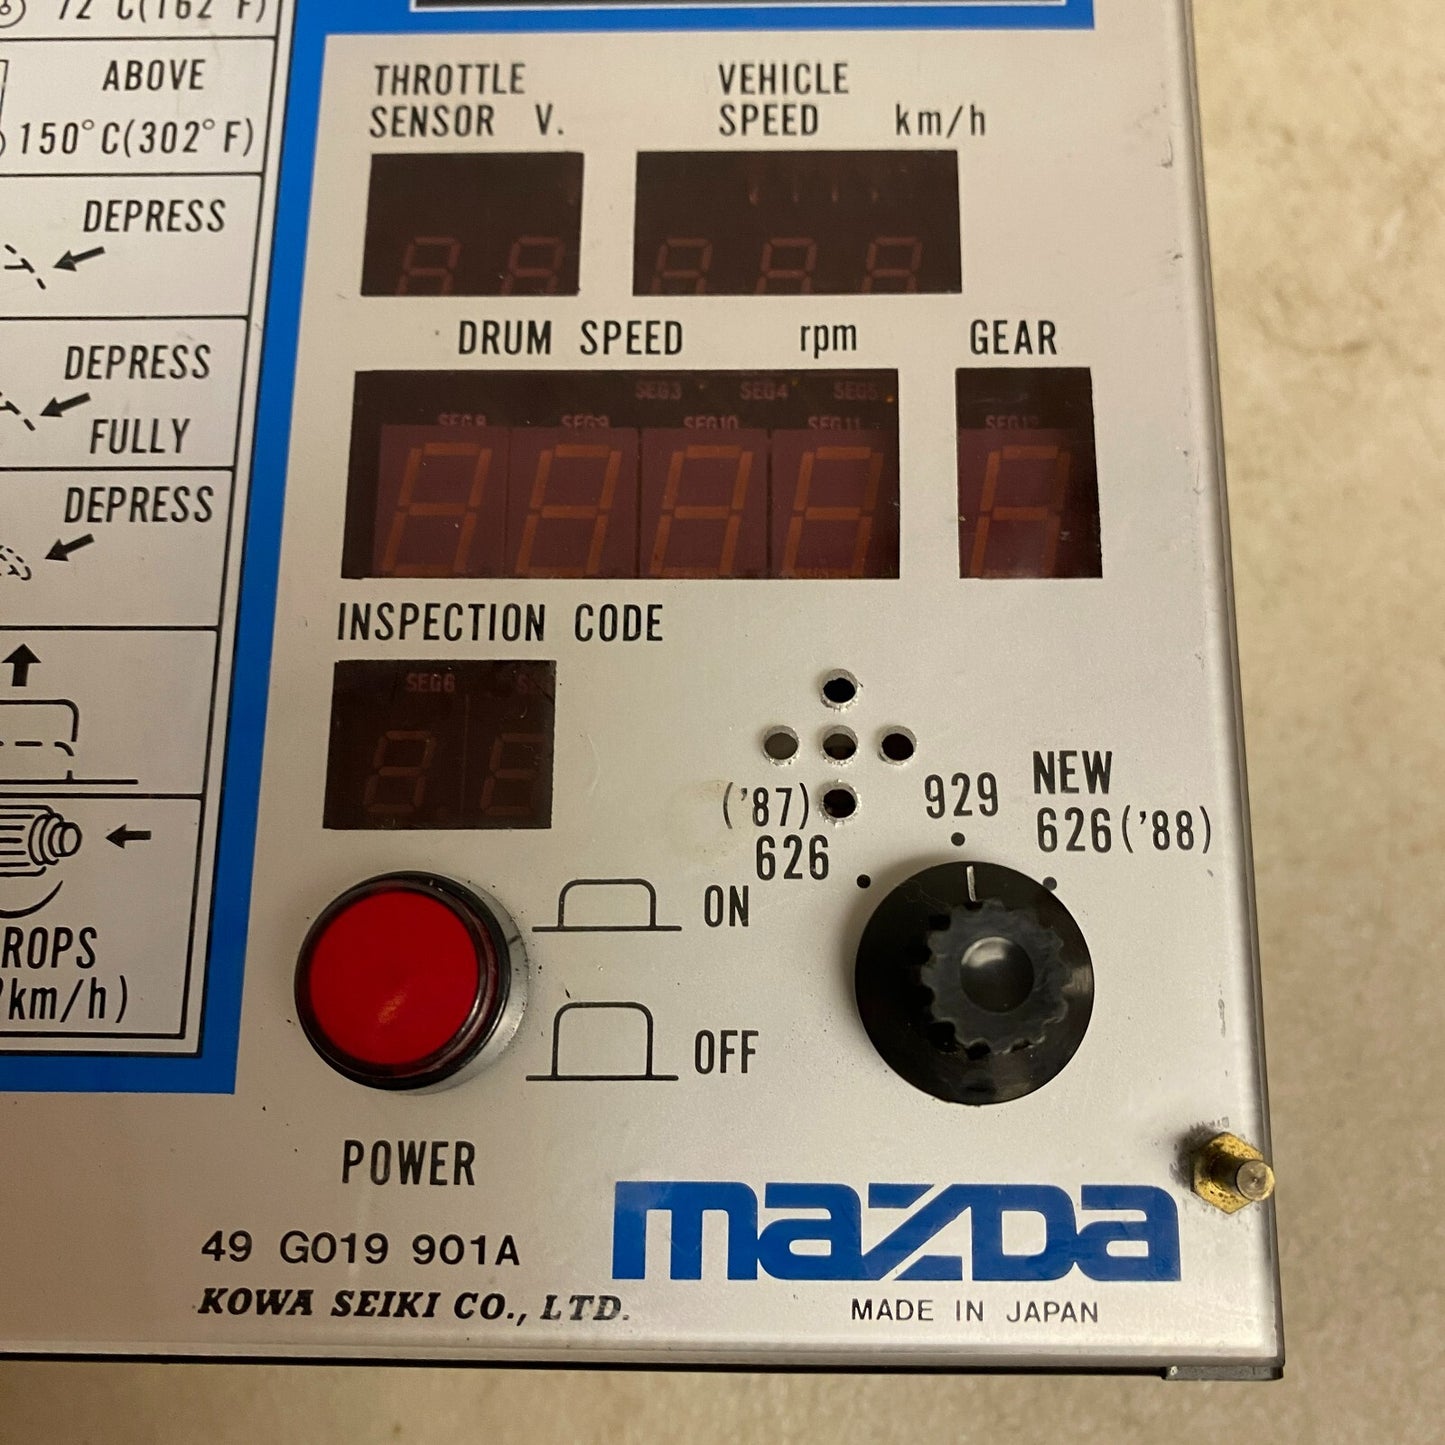 72°C(162°F)
ABOVE
150°C(302°F)
DEPRESS
DEPRESS
FULLY
DEPRESS
ROPS
km/h)
THROTTLE
SENSOR V.
VEHICLE
SPEED km/h
DRUM SPEED rpm
GEAR
SEG3 SEG4 SEG5
SEG8 SEG9 SEG10 SEG11 SEG12
INSPECTION CODE
SEG6
('87)
626
929
NEW
626('88)
ON
OFF
POWER
49 G019 901A
KOWA SEIKI CO., LTD.
mazda
MADE IN JAPAN